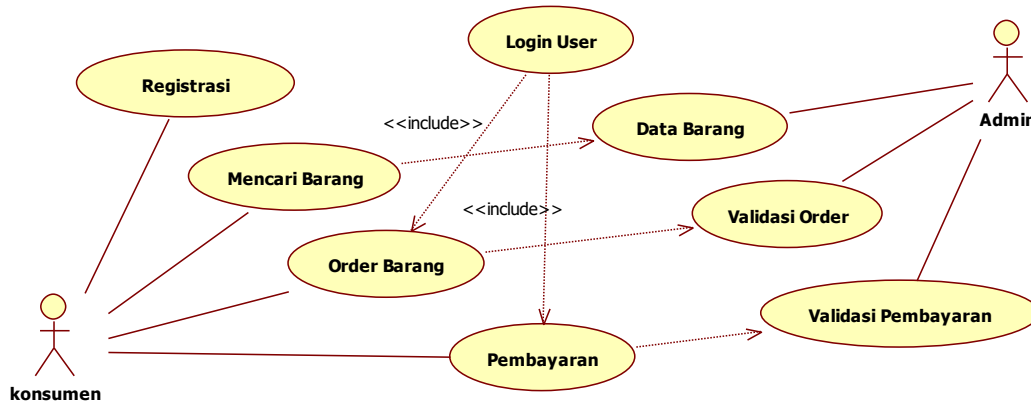 Login User
Registrasi
<<include>>
Data Barang
Admin
Mencari Barang
<<include>>
Validasi Order
Order Barang
Validasi Pembayaran
Pembayaran
konsumen